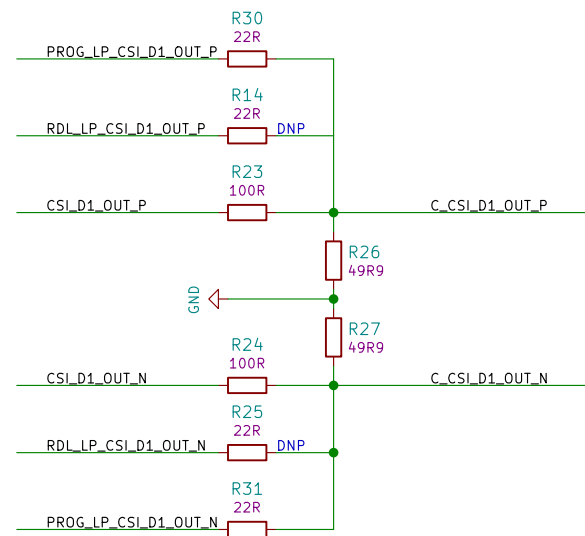 R30
22R
PROG_LP_CSI_D1_OUT_P
R14
22R
RDL_LP_CSI_D1_OUT_P
DNP
R23
100R
CSI_D1_OUT_P
C_CSI_D1_OUT_P
R26
49R9
GND
R27
49R9
R24
100R
CSI_D1_OUT_N
C_CSI_D1_OUT_N
R25
22R
RDL_LP_CSI_D1_OUT_N
DNP
R31
22R
PROG_LP_CSI_D1_OUT_N